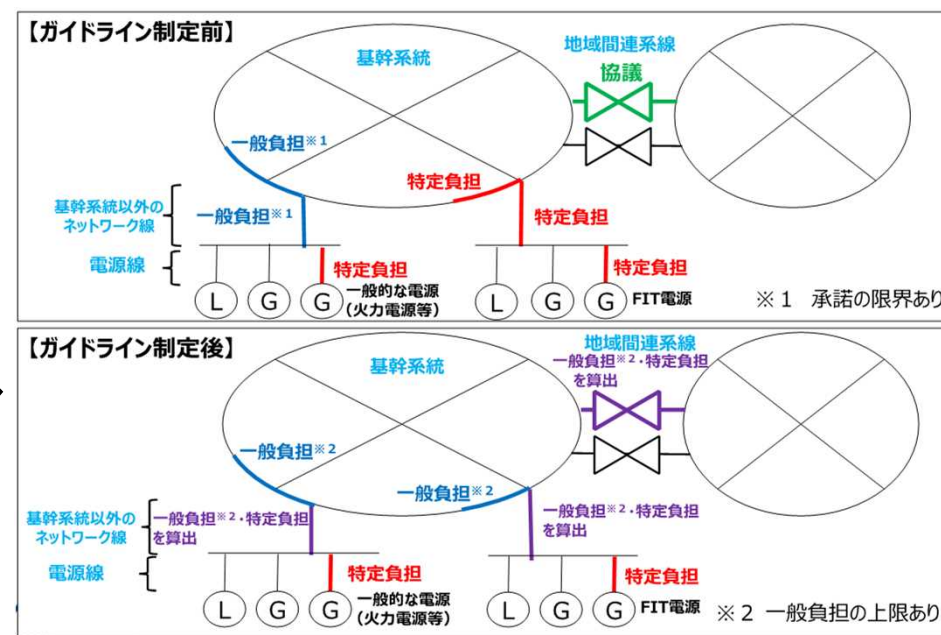 【ガイドライン制定前】
基幹系統
地域間連系線
協議
一般負担※1
特定負担
基幹系統以外の
ネットワーク線
一般負担※1
特定負担
電源線
特定負担
特定負担
L
G
G
一般的な電源
(火力電源等)
L
G
G
FIT電源
※1 承諾の限界あり
【ガイドライン制定後】
基幹系統
地域間連系線
一般負担※2・特定負担
を算出
一般負担※2
一般負担※2
基幹系統以外の
ネットワーク線
一般負担※2・特定負担
を算出
一般負担※2・特定負担
を算出
電源線
特定負担
特定負担
L
G
G
一般的な電源
(火力電源等)
L
G
G
FIT電源
※2 一般負担の上限あり